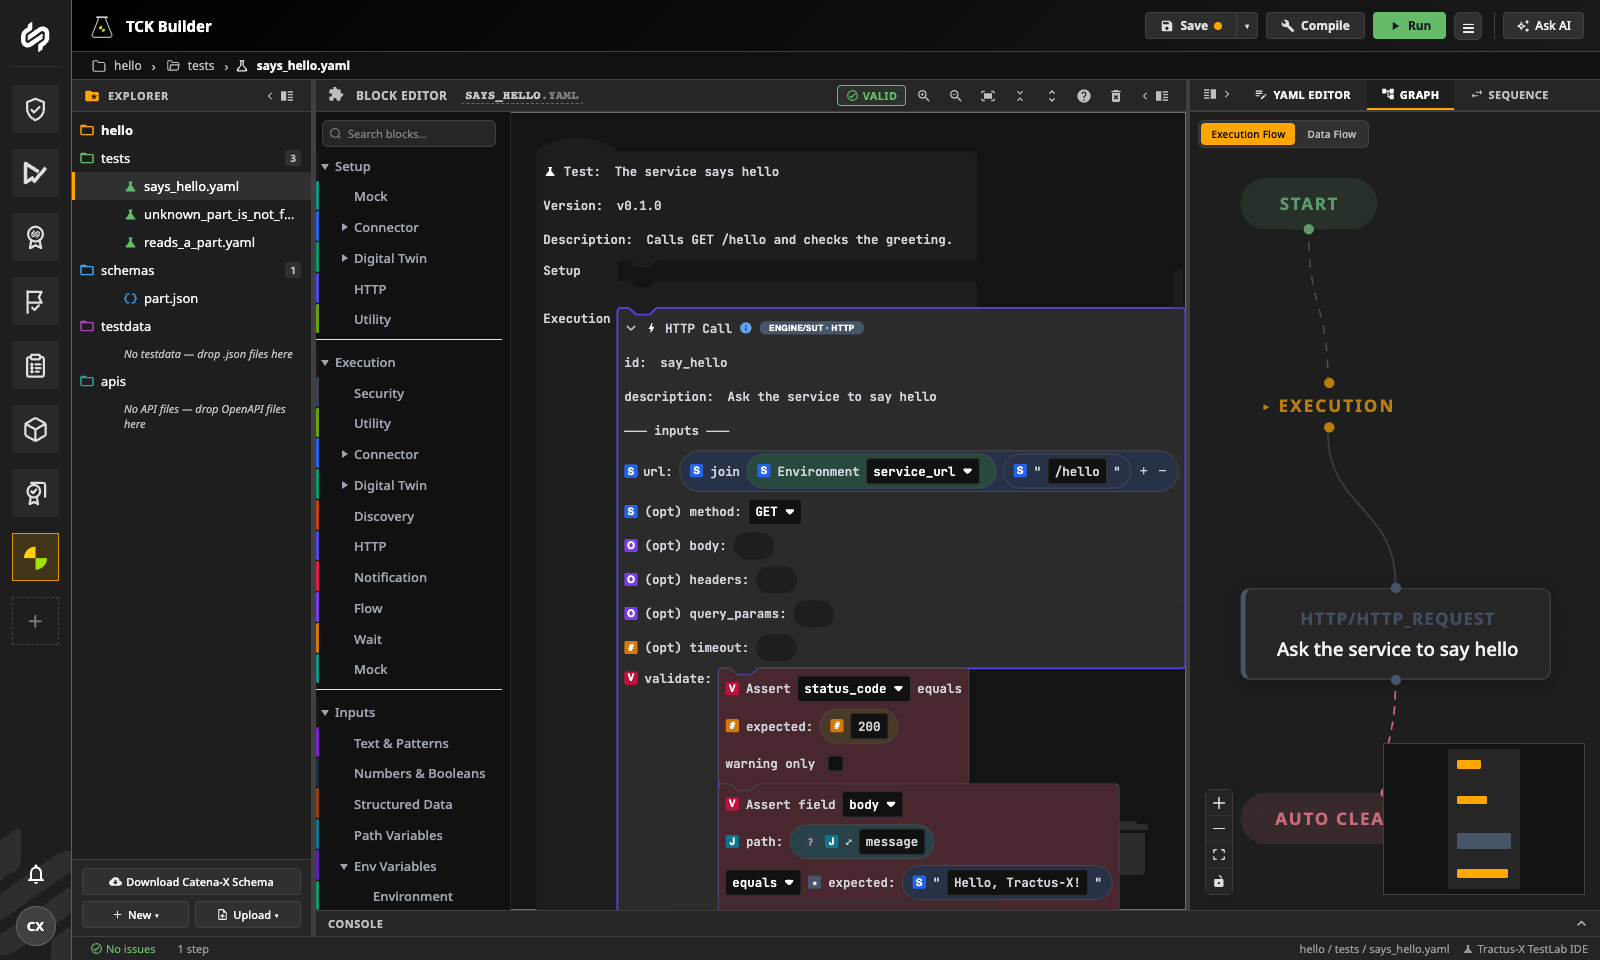 TCK Builder
Save
Compile
Run
Ask AI
hello › tests › says_hello.yaml
EXPLORER
hello
tests 3
says_hello.yaml
unknown_part_is_not_f...
reads_a_part.yaml
schemas 1
part.json
testdata
No testdata — drop .json files here
apis
No API files — drop OpenAPI files
here
Download Catena-X Schema
+ New
Upload
CX
BLOCK EDITOR SAYS_HELLO.YAML
VALID
Search blocks...
Setup
Mock
Connector
Digital Twin
HTTP
Utility
Execution
Security
Utility
Connector
Digital Twin
Discovery
HTTP
Notification
Flow
Wait
Mock
Inputs
Text & Patterns
Numbers & Booleans
Structured Data
Path Variables
Env Variables
Environment
Test: The service says hello
Version: v0.1.0
Description: Calls GET /hello and checks the greeting.
Setup
Execution
HTTP Call i ENGINE/SUT · HTTP
id: say_hello
description: Ask the service to say hello
—— inputs ——
S url: S join S Environment service_url S " /hello " + −
S (opt) method: GET
O (opt) body:
O (opt) headers:
O (opt) query_params:
# (opt) timeout:
V validate:
V Assert status_code equals
# expected: # 200
warning only
V Assert field body
J path: ? J message
equals expected: S " Hello, Tractus-X! "
YAML EDITOR
GRAPH
SEQUENCE
Execution Flow
Data Flow
START
EXECUTION
HTTP/HTTP_REQUEST
Ask the service to say hello
AUTO CLEA
CONSOLE
No issues
1 step
hello / tests / says_hello.yaml
Tractus-X TestLab IDE